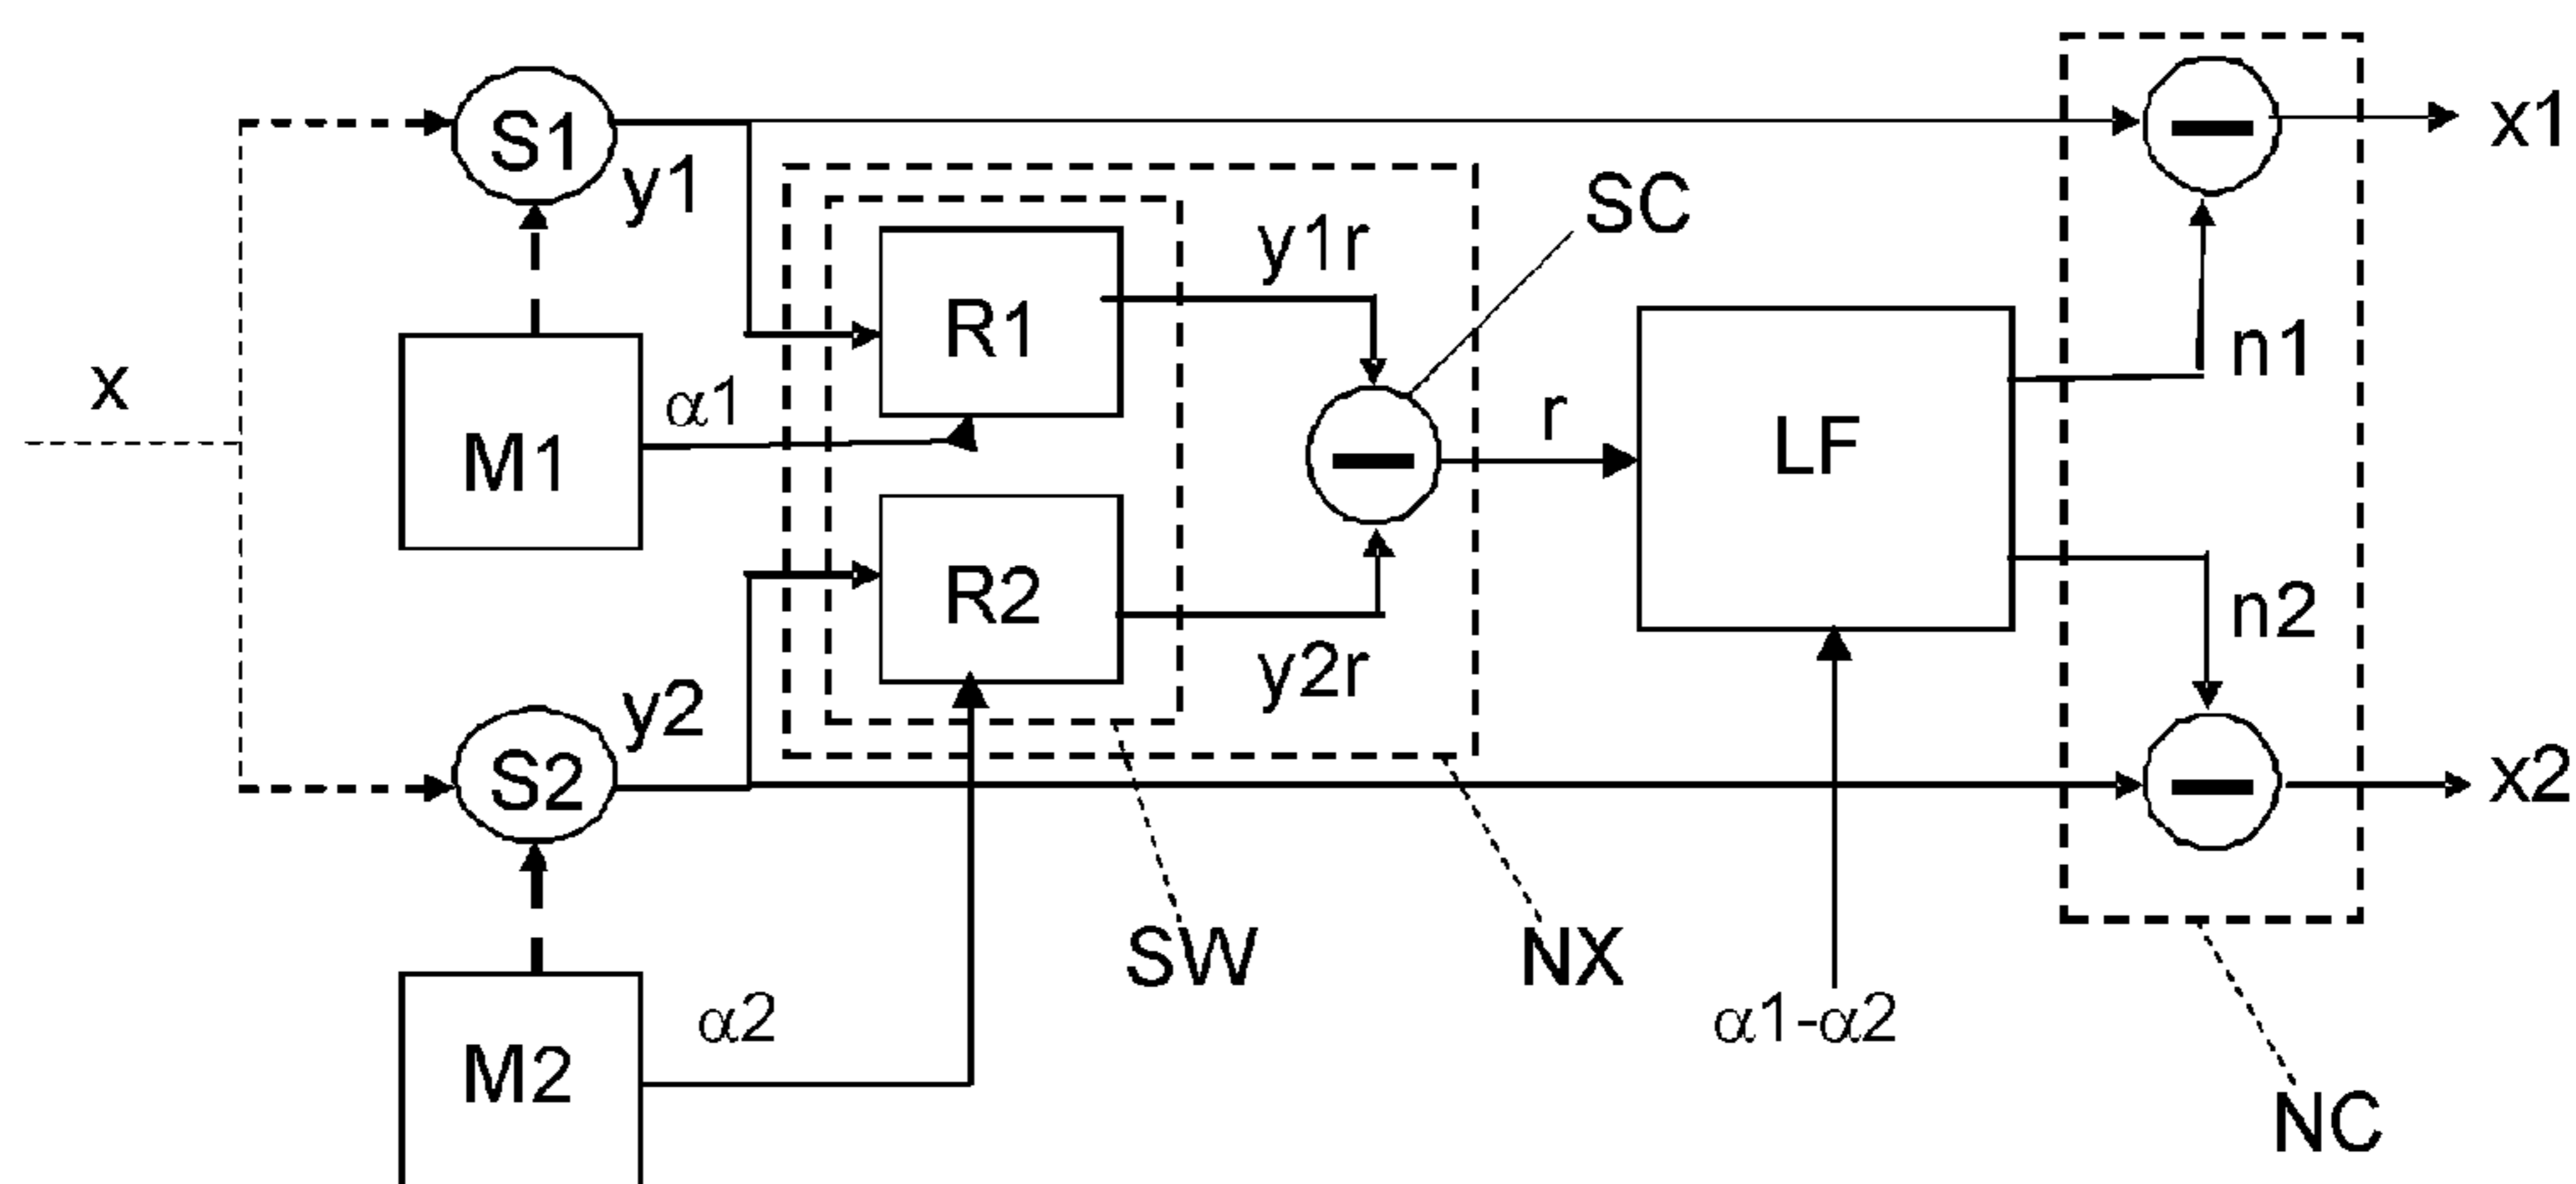 x
S1
y1
M1
α1
R1
y1r
SC
r
LF
n1
x1
R2
y2r
n2
S2
y2
x2
M2
α2
SW
NX
α1-α2
NC